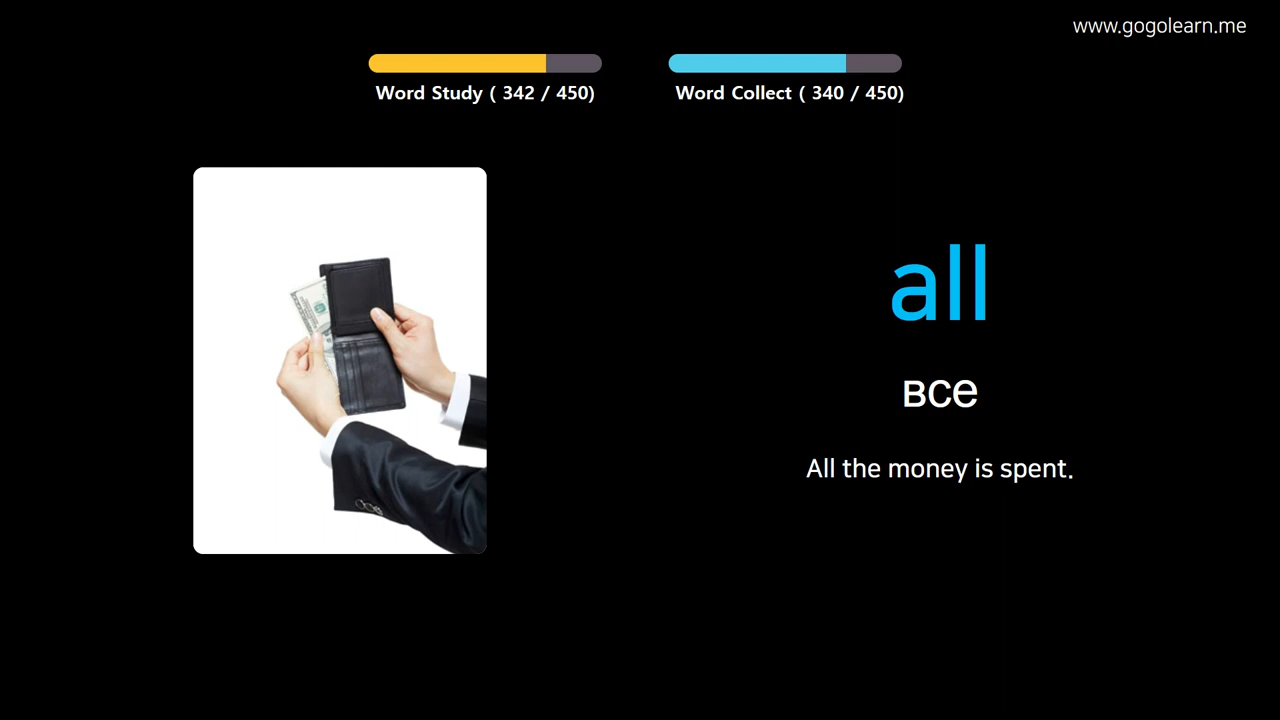 www.gogolearn.me
Word Study ( 342 / 450)
Word Collect ( 340 / 450)
all
все
All the money is spent.